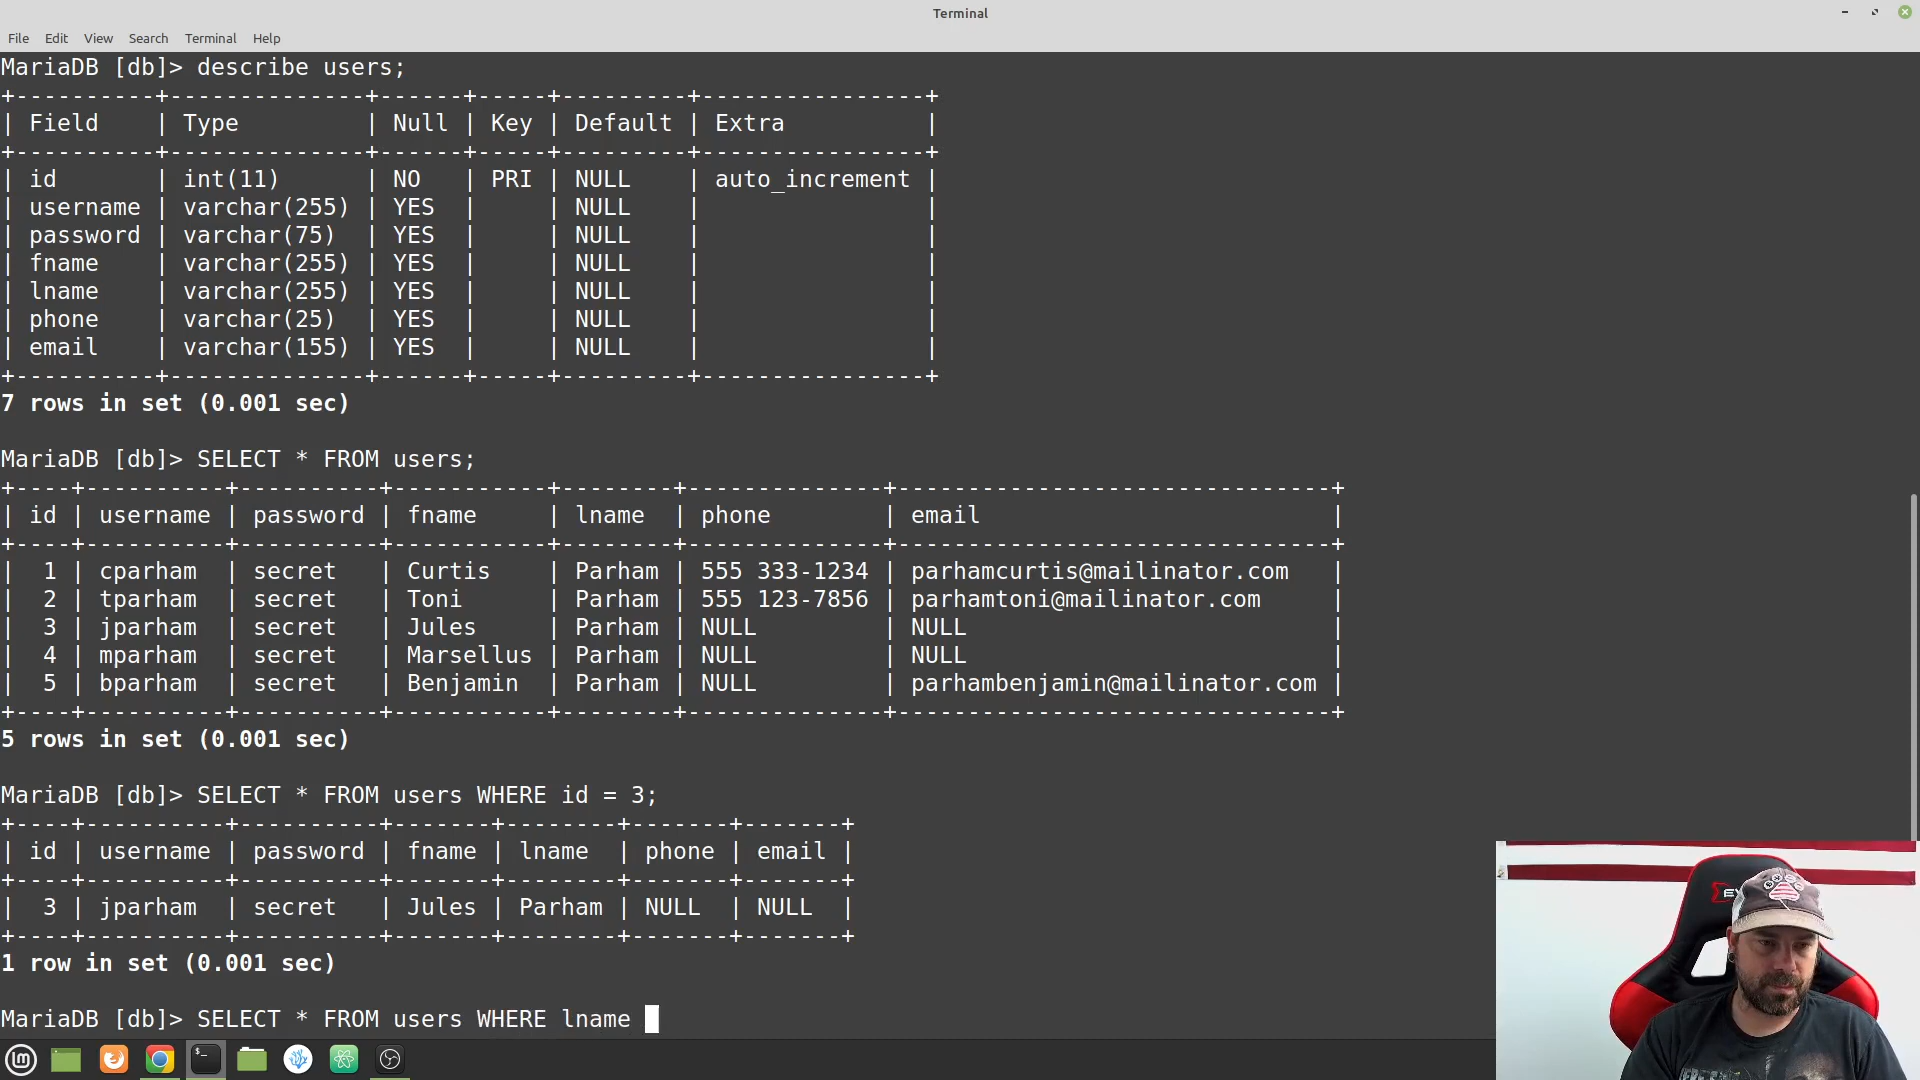 Terminal
File Edit View Search Terminal Help
MariaDB [db]> describe users;
+----------+--------------+------+-----+---------+----------------+
| Field    | Type         | Null | Key | Default | Extra          |
+----------+--------------+------+-----+---------+----------------+
| id       | int(11)      | NO   | PRI | NULL    | auto_increment |
| username | varchar(255) | YES  |     | NULL    |                |
| password | varchar(75)  | YES  |     | NULL    |                |
| fname    | varchar(255) | YES  |     | NULL    |                |
| lname    | varchar(255) | YES  |     | NULL    |                |
| phone    | varchar(25)  | YES  |     | NULL    |                |
| email    | varchar(155) | YES  |     | NULL    |                |
+----------+--------------+------+-----+---------+----------------+
7 rows in set (0.001 sec)
MariaDB [db]> SELECT * FROM users;
+----+----------+----------+-----------+--------+--------------+-------------------------------+
| id | username | password | fname     | lname  | phone        | email                         |
+----+----------+----------+-----------+--------+--------------+-------------------------------+
|  1 | cparham  | secret   | Curtis    | Parham | 555 333-1234 | parhamcurtis@mailinator.com   |
|  2 | tparham  | secret   | Toni      | Parham | 555 123-7856 | parhamtoni@mailinator.com     |
|  3 | jparham  | secret   | Jules     | Parham | NULL         | NULL                          |
|  4 | mparham  | secret   | Marsellus | Parham | NULL         | NULL                          |
|  5 | bparham  | secret   | Benjamin  | Parham | NULL         | parhambenjamin@mailinator.com |
+----+----------+----------+-----------+--------+--------------+-------------------------------+
5 rows in set (0.001 sec)
MariaDB [db]> SELECT * FROM users WHERE id = 3;
+----+----------+----------+-------+--------+-------+-------+
| id | username | password | fname | lname  | phone | email |
+----+----------+----------+-------+--------+-------+-------+
|  3 | jparham  | secret   | Jules | Parham | NULL  | NULL  |
+----+----------+----------+-------+--------+-------+-------+
1 row in set (0.001 sec)
MariaDB [db]> SELECT * FROM users WHERE lname